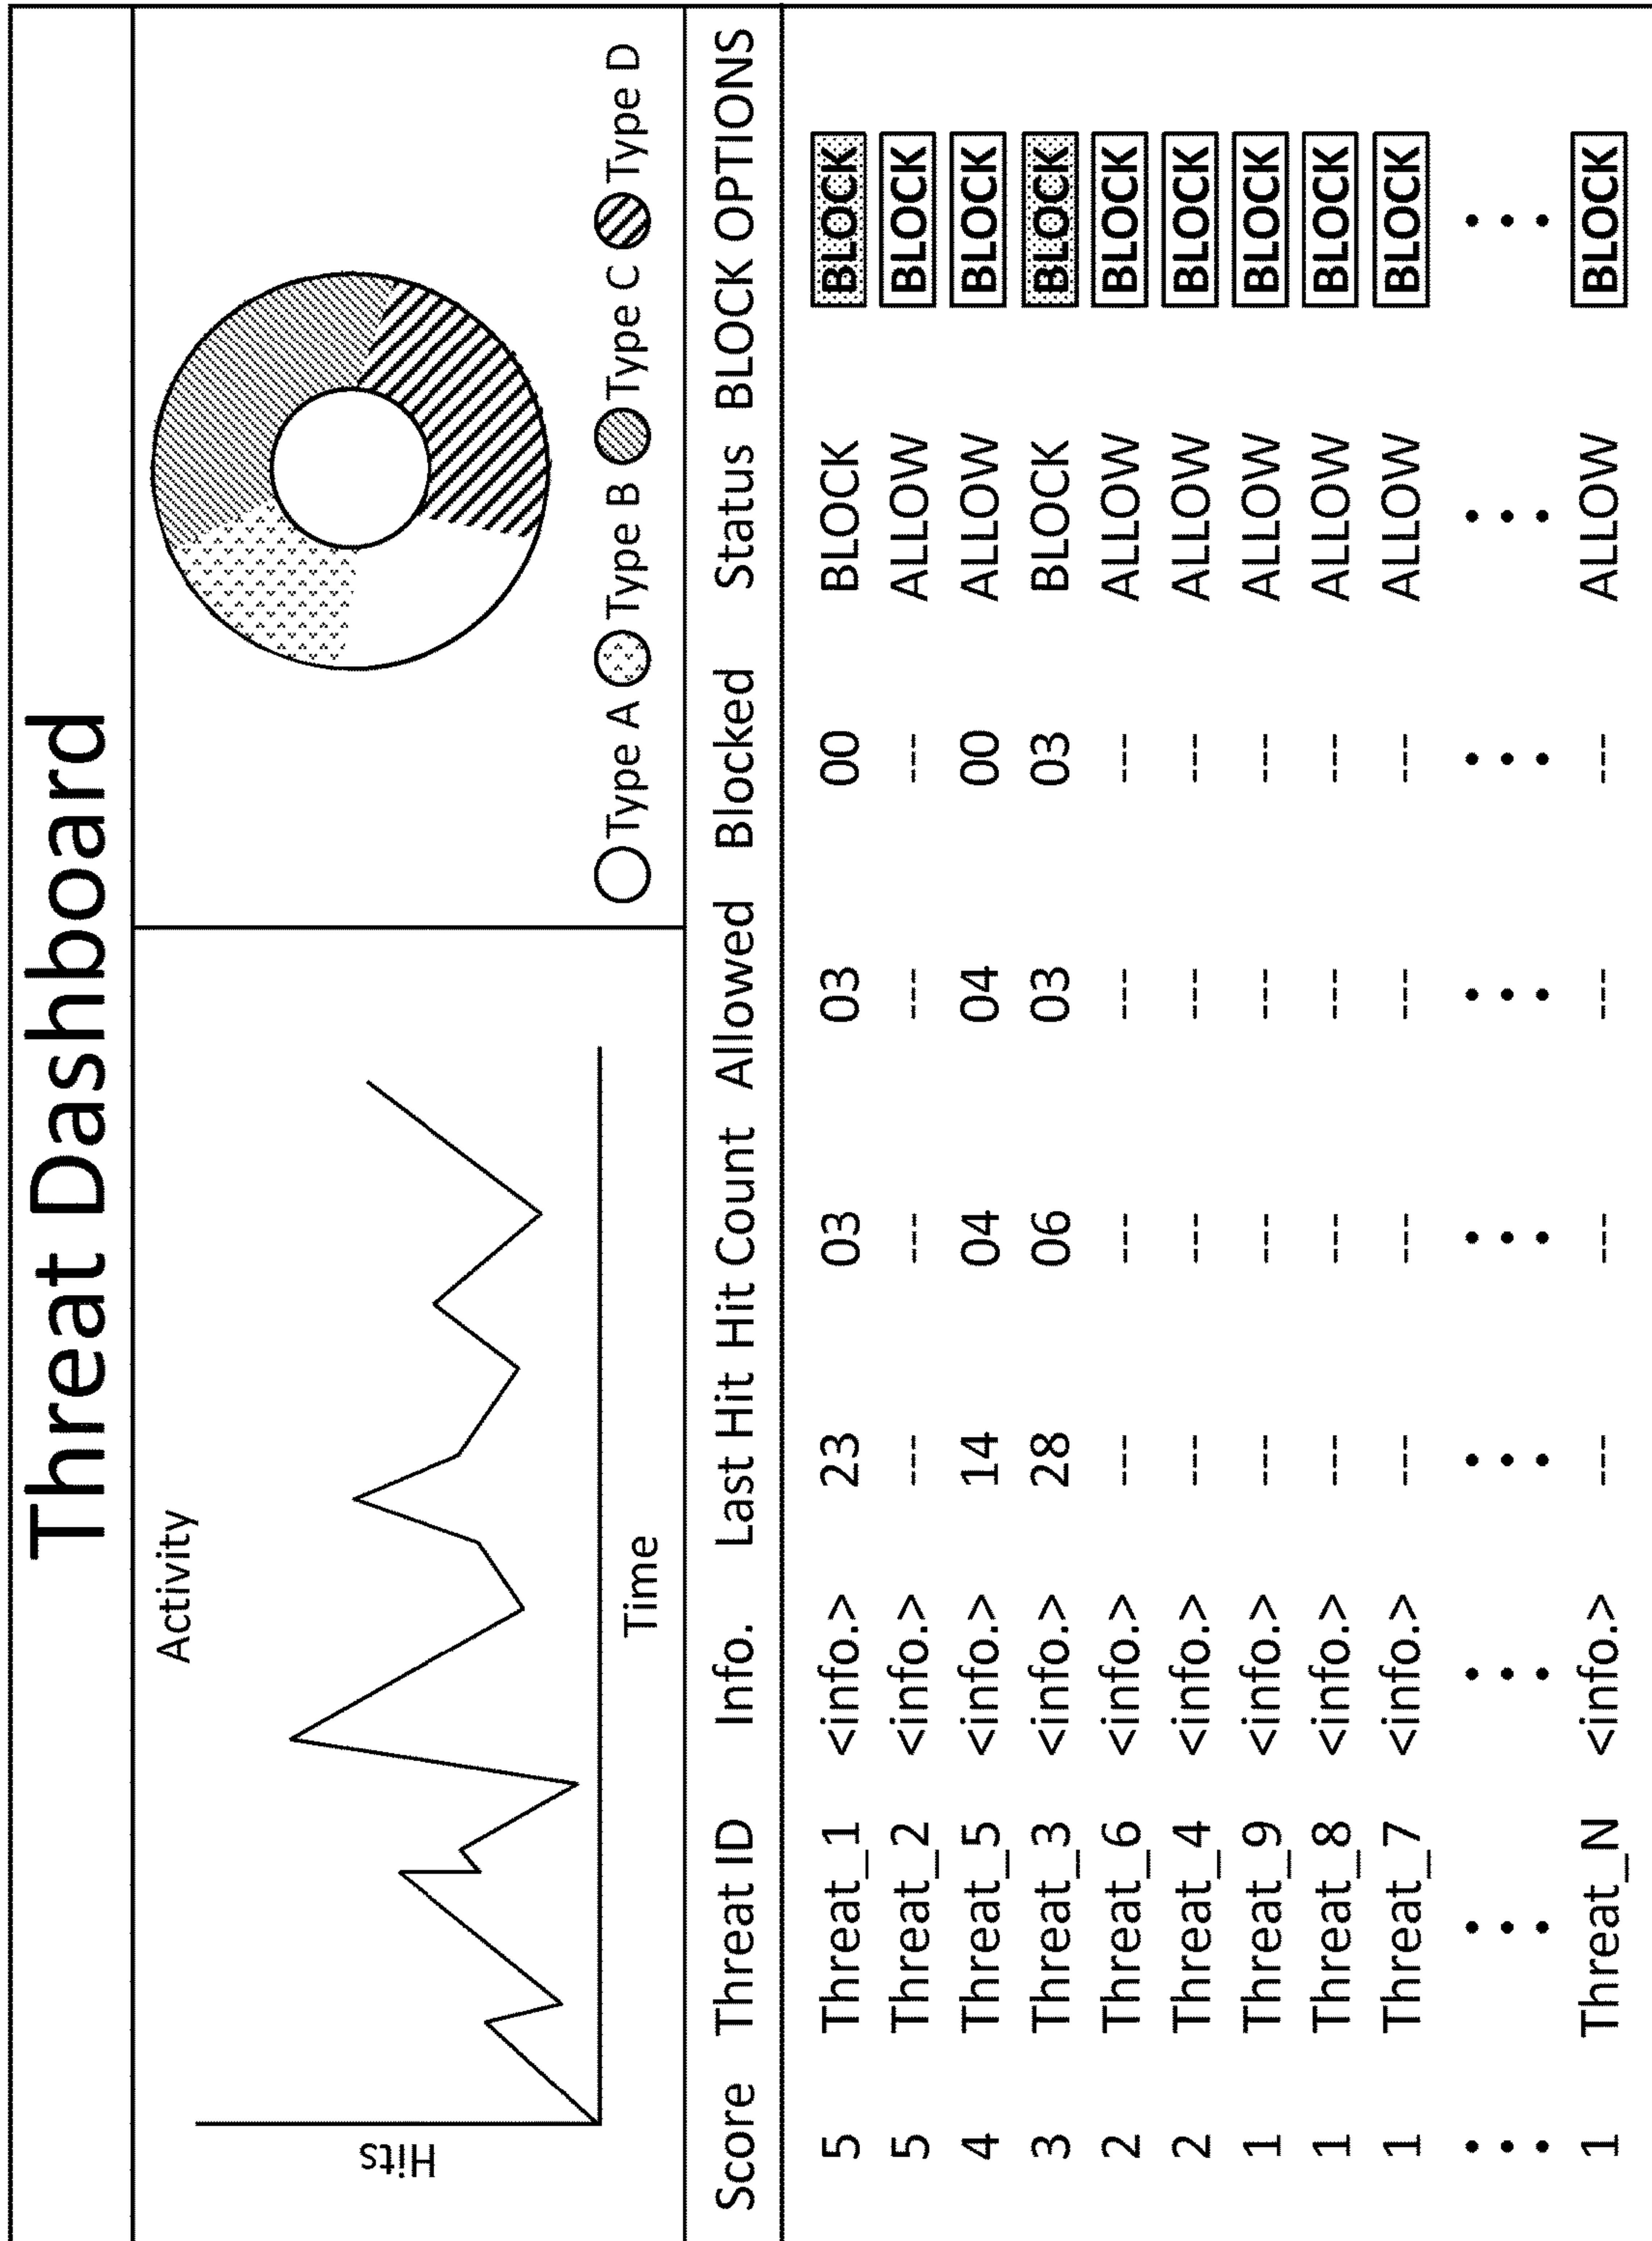 Threat Dashboard
Activity
Hits
Time
Type A Type B Type C Type D
Score Threat ID Info. Last Hit Hit Count Allowed Blocked Status BLOCK OPTIONS
5 Threat_1 <info.> 23 03 03 00 BLOCK BLOCK
5 Threat_2 <info.> --- --- --- --- ALLOW BLOCK
4 Threat_5 <info.> 14 04 04 00 ALLOW BLOCK
3 Threat_3 <info.> 28 06 03 03 BLOCK BLOCK
2 Threat_6 <info.> --- --- --- --- ALLOW BLOCK
2 Threat_4 <info.> --- --- --- --- ALLOW BLOCK
1 Threat_9 <info.> --- --- --- --- ALLOW BLOCK
1 Threat_8 <info.> --- --- --- --- ALLOW BLOCK
1 Threat_7 <info.> --- --- --- --- ALLOW BLOCK
1 Threat_N <info.> --- --- --- --- ALLOW BLOCK